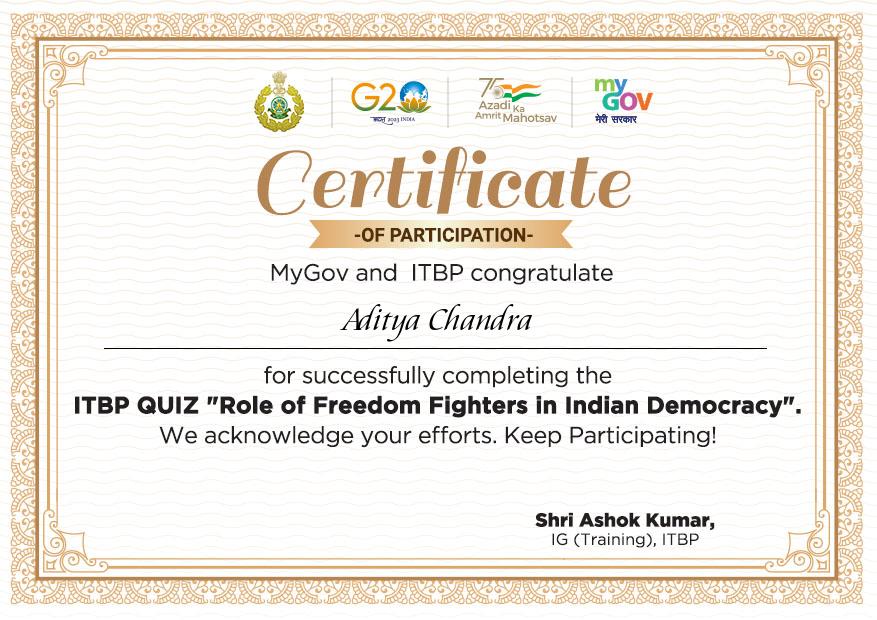 G20
भारत 2023 INDIA
75
Azadi Ka
Amrit Mahotsav
my
GOV
मेरी सरकार
Certificate
-OF PARTICIPATION-
MyGov and ITBP congratulate
Aditya Chandra
for successfully completing the
ITBP QUIZ "Role of Freedom Fighters in Indian Democracy".
We acknowledge your efforts. Keep Participating!
Shri Ashok Kumar,
IG (Training), ITBP